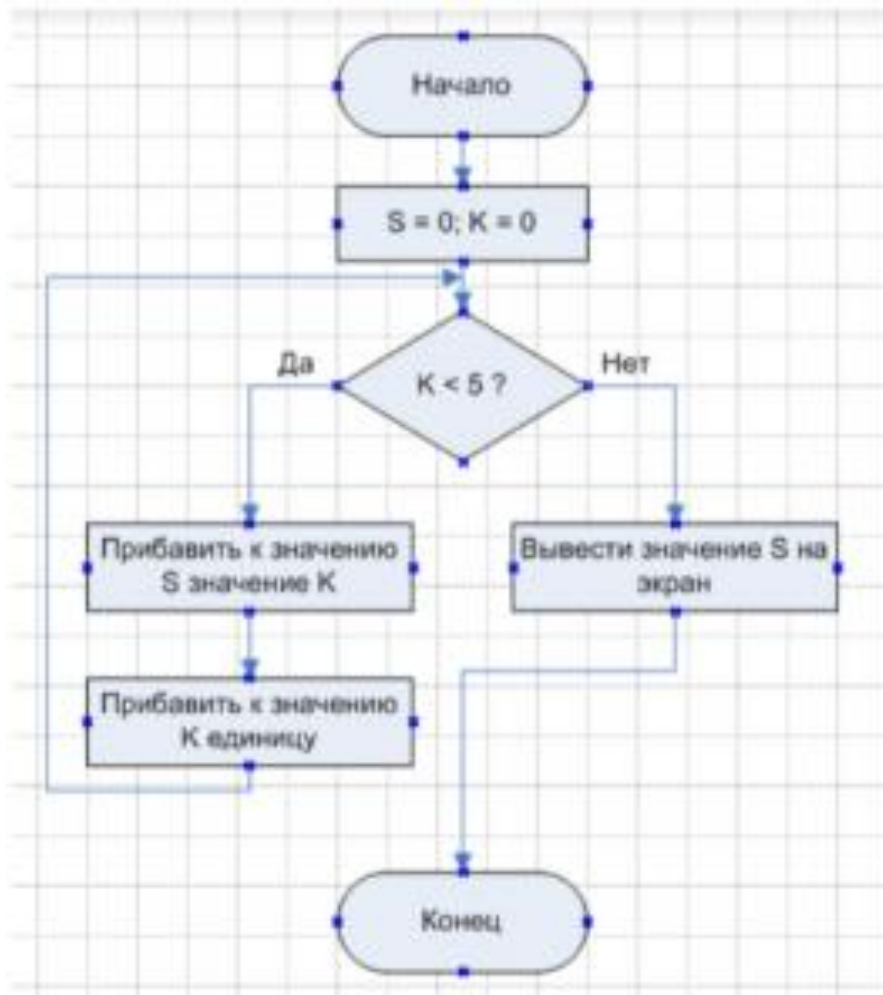 Начало
S = 0; K = 0
K < 5 ?
Да
Нет
Прибавить к значению
S значение K
Вывести значение S на
экран
Прибавить к значению
K единицу
Конец